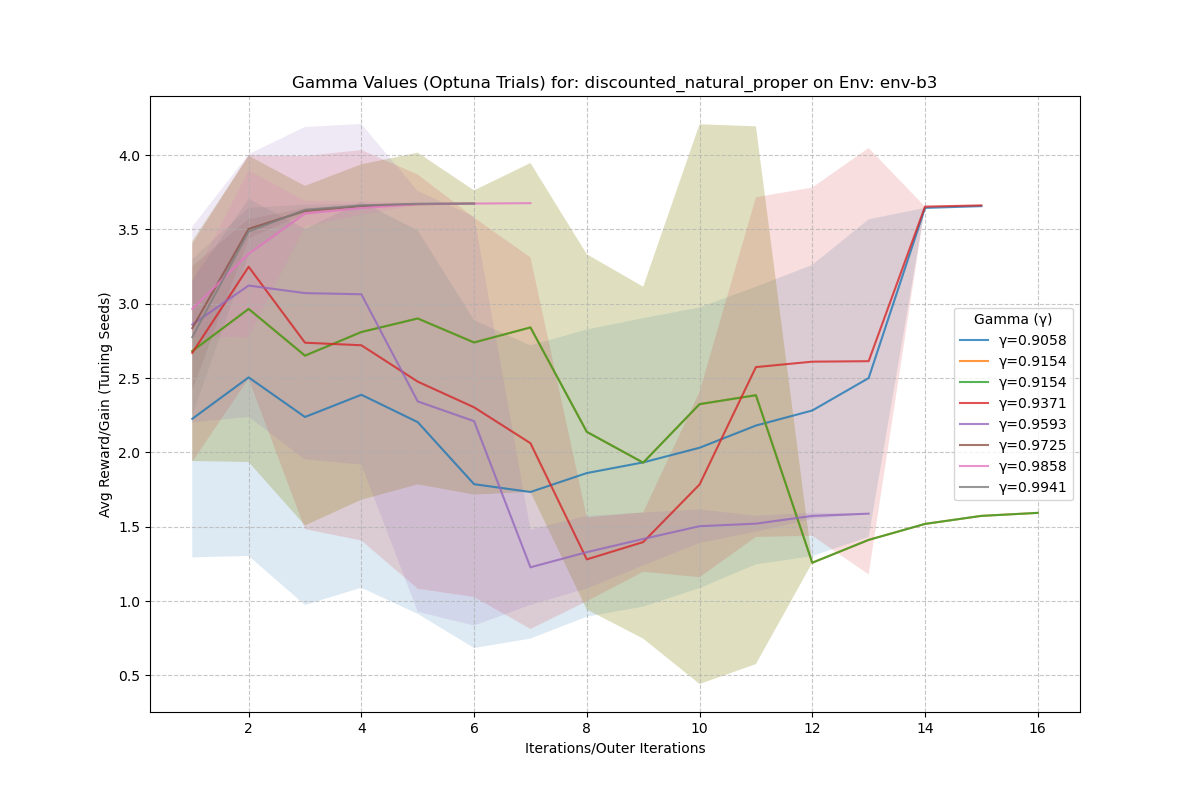 Gamma Values (Optuna Trials) for: discounted_natural_proper on Env: env-b3
Avg Reward/Gain (Tuning Seeds)
4.0
3.5
3.0
2.5
2.0
1.5
1.0
0.5
Gamma (γ)
γ=0.9058
γ=0.9154
γ=0.9154
γ=0.9371
γ=0.9593
γ=0.9725
γ=0.9858
γ=0.9941
2 4 6 8 10 12 14 16
Iterations/Outer Iterations